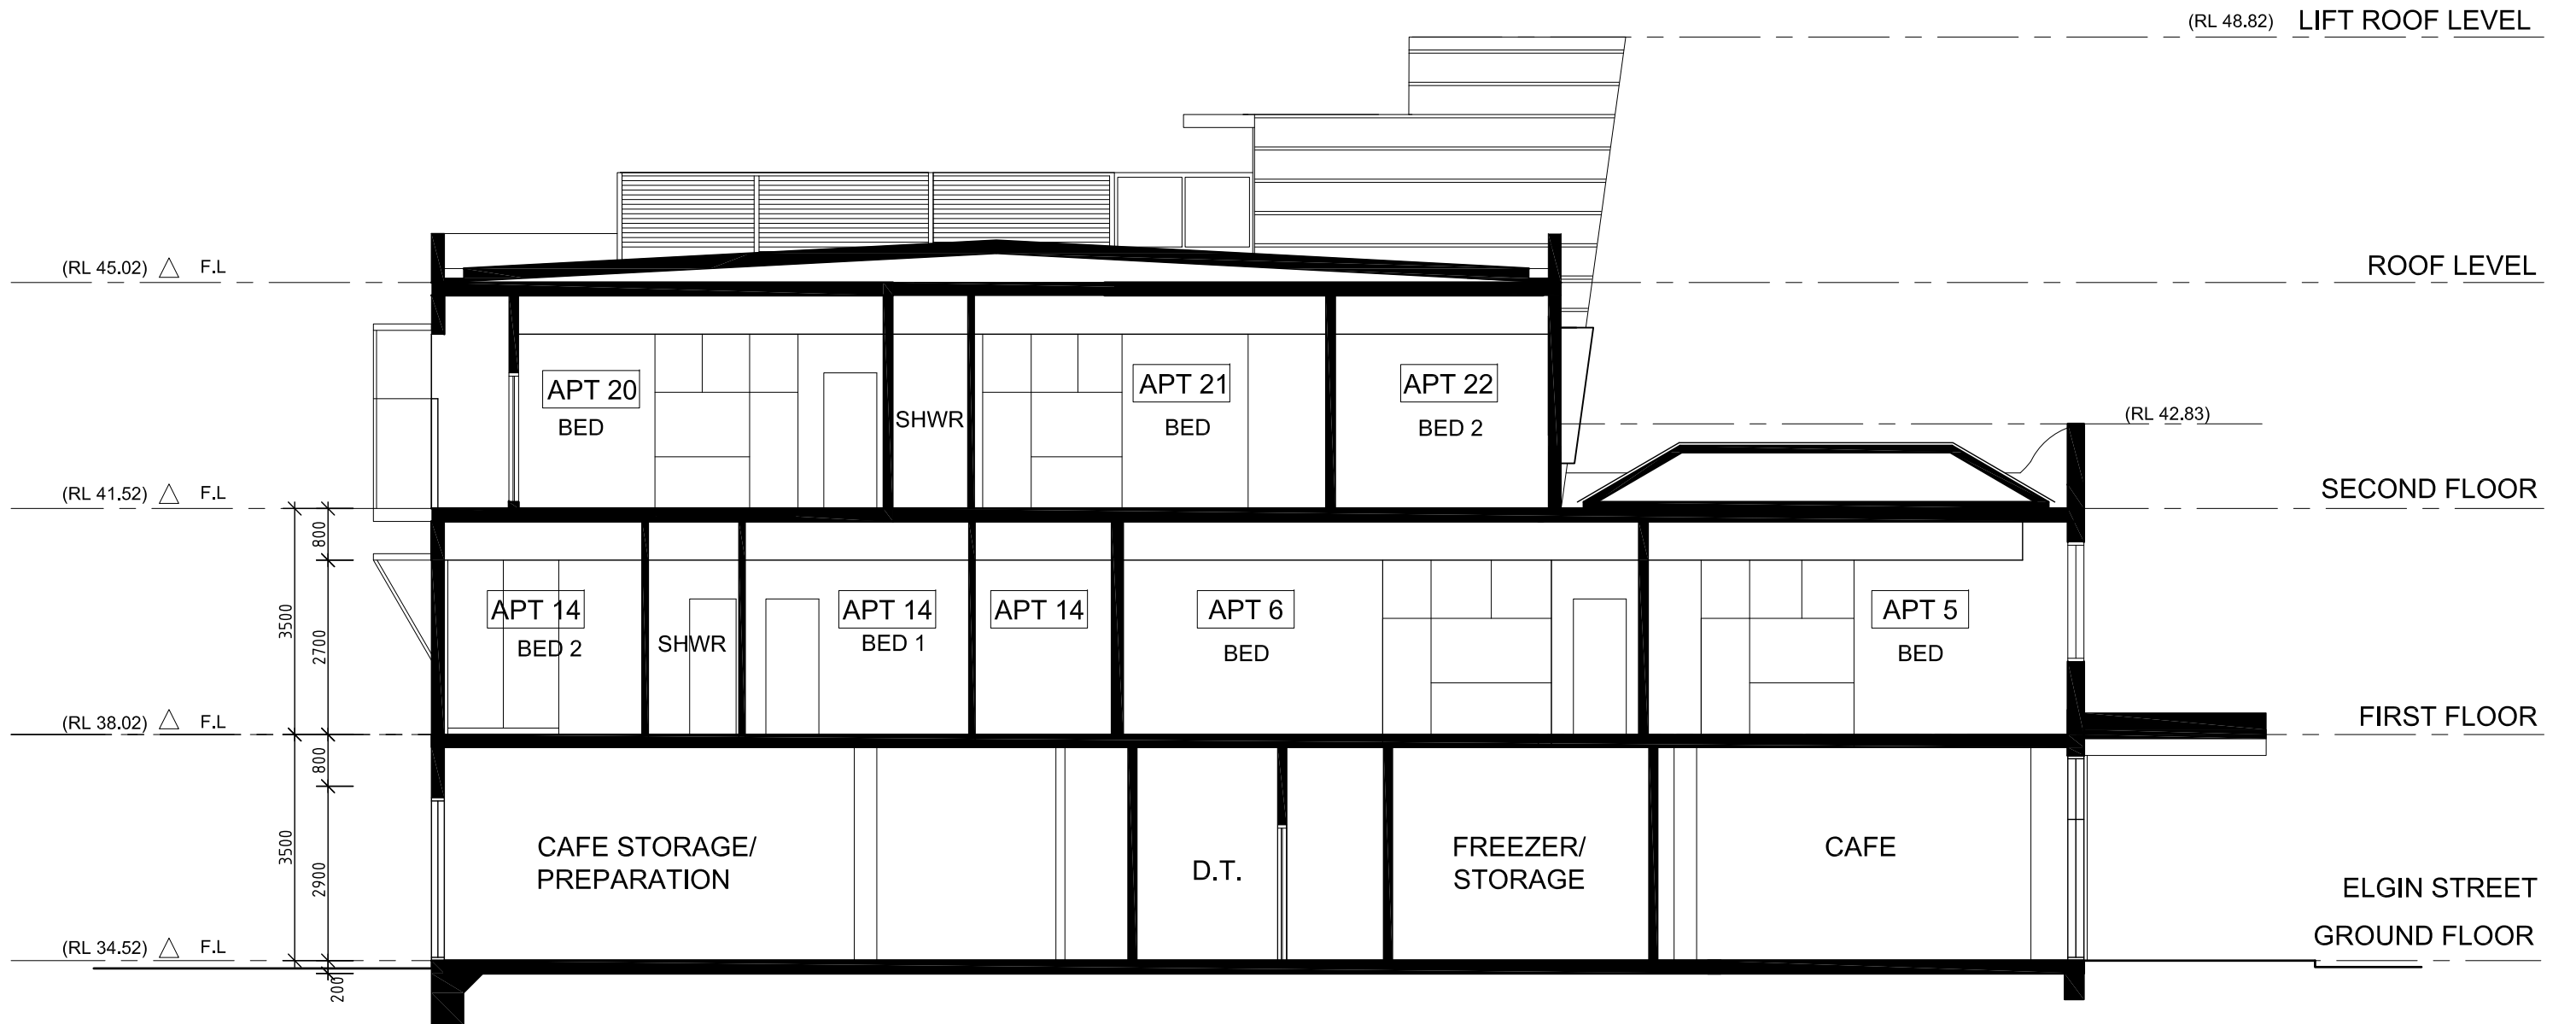 (RL 48.82) LIFT ROOF LEVEL
(RL 45.02) △ F.L
ROOF LEVEL
APT 20
BED
SHWR
APT 21
BED
APT 22
BED 2
(RL 42.83)
(RL 41.52) △ F.L
SECOND FLOOR
800
3500
2700
APT 14
BED 2
SHWR
APT 14
BED 1
APT 14
APT 6
BED
APT 5
BED
(RL 38.02) △ F.L
FIRST FLOOR
800
3500
2900
CAFE STORAGE/
PREPARATION
D.T.
FREEZER/
STORAGE
CAFE
ELGIN STREET
GROUND FLOOR
(RL 34.52) △ F.L
200